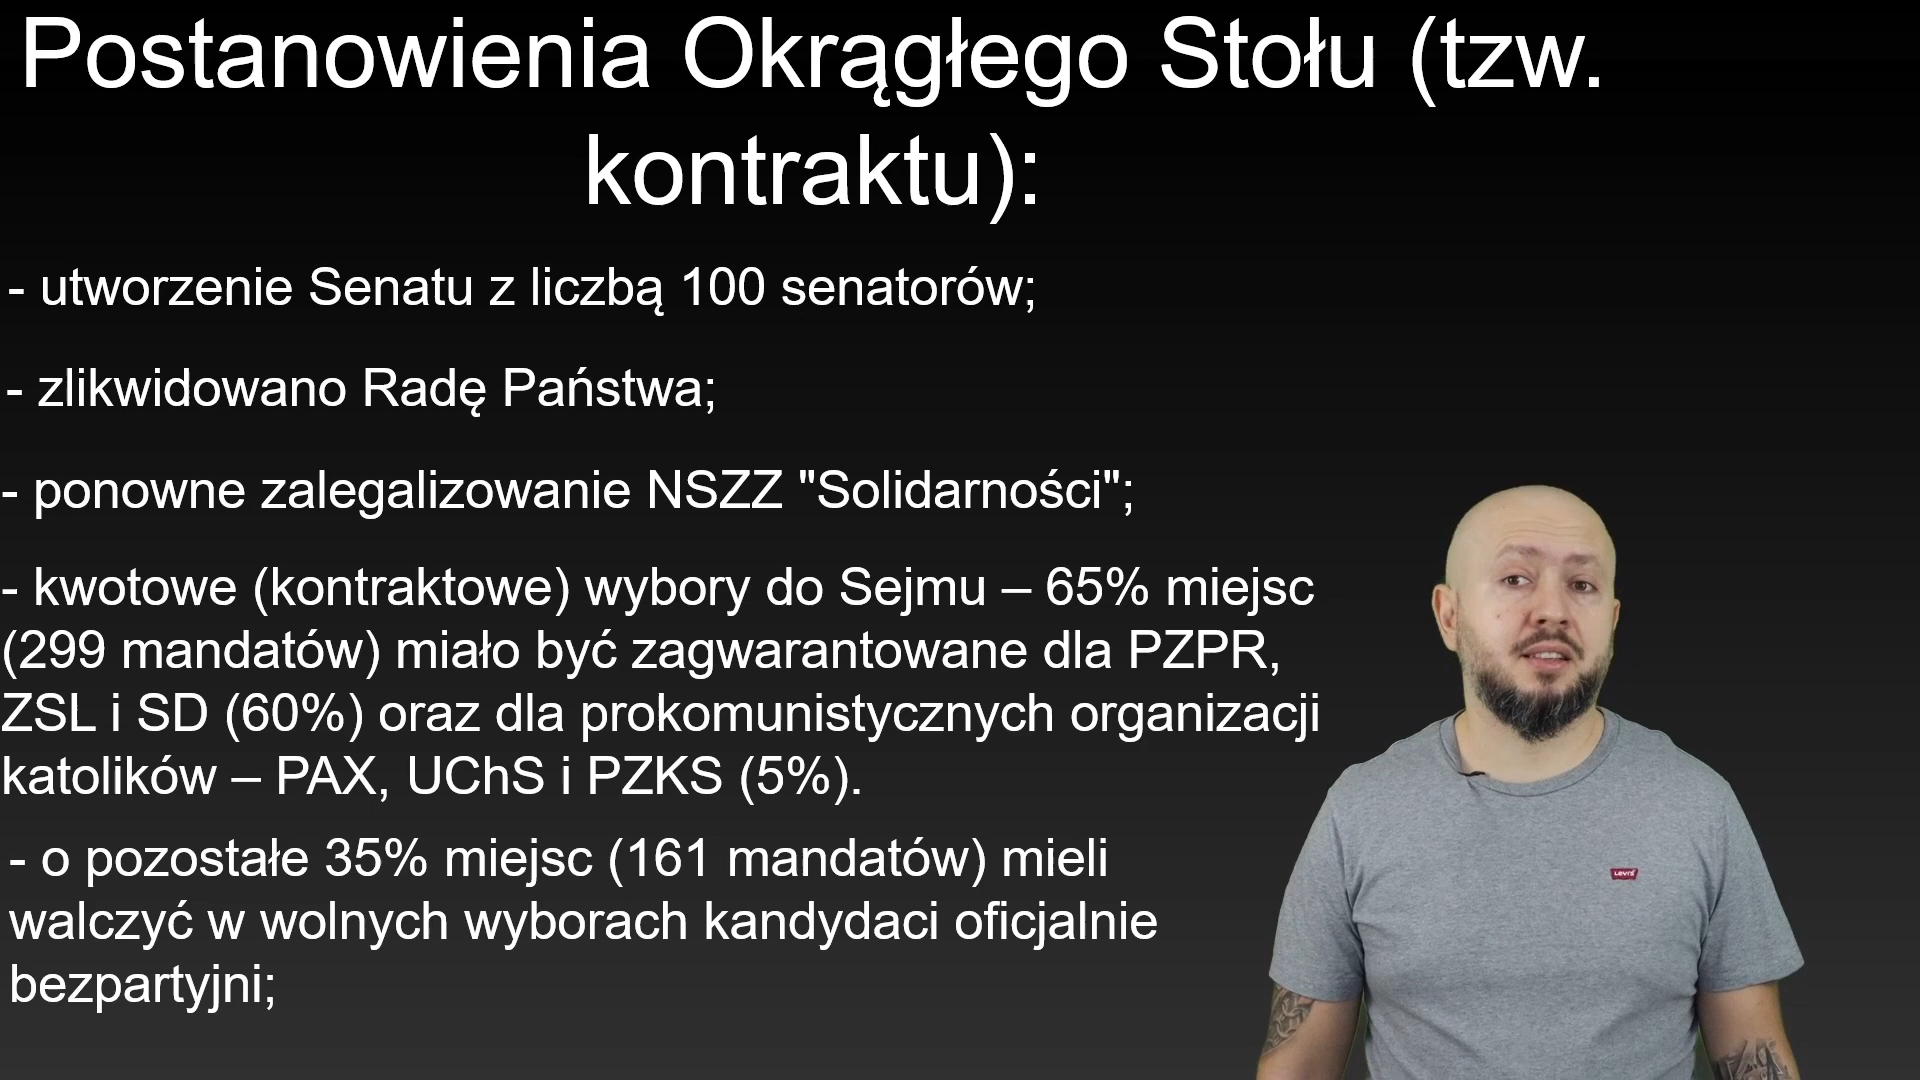 Postanowienia Okrągłego Stołu (tzw.
kontraktu):
- utworzenie Senatu z liczbą 100 senatorów;
- zlikwidowano Radę Państwa;
- ponowne zalegalizowanie NSZZ "Solidarności";
- kwotowe (kontraktowe) wybory do Sejmu – 65% miejsc
(299 mandatów) miało być zagwarantowane dla PZPR,
ZSL i SD (60%) oraz dla prokomunistycznych organizacji
katolików – PAX, UChS i PZKS (5%).
- o pozostałe 35% miejsc (161 mandatów) mieli
walczyć w wolnych wyborach kandydaci oficjalnie
bezpartyjni;
Levi's